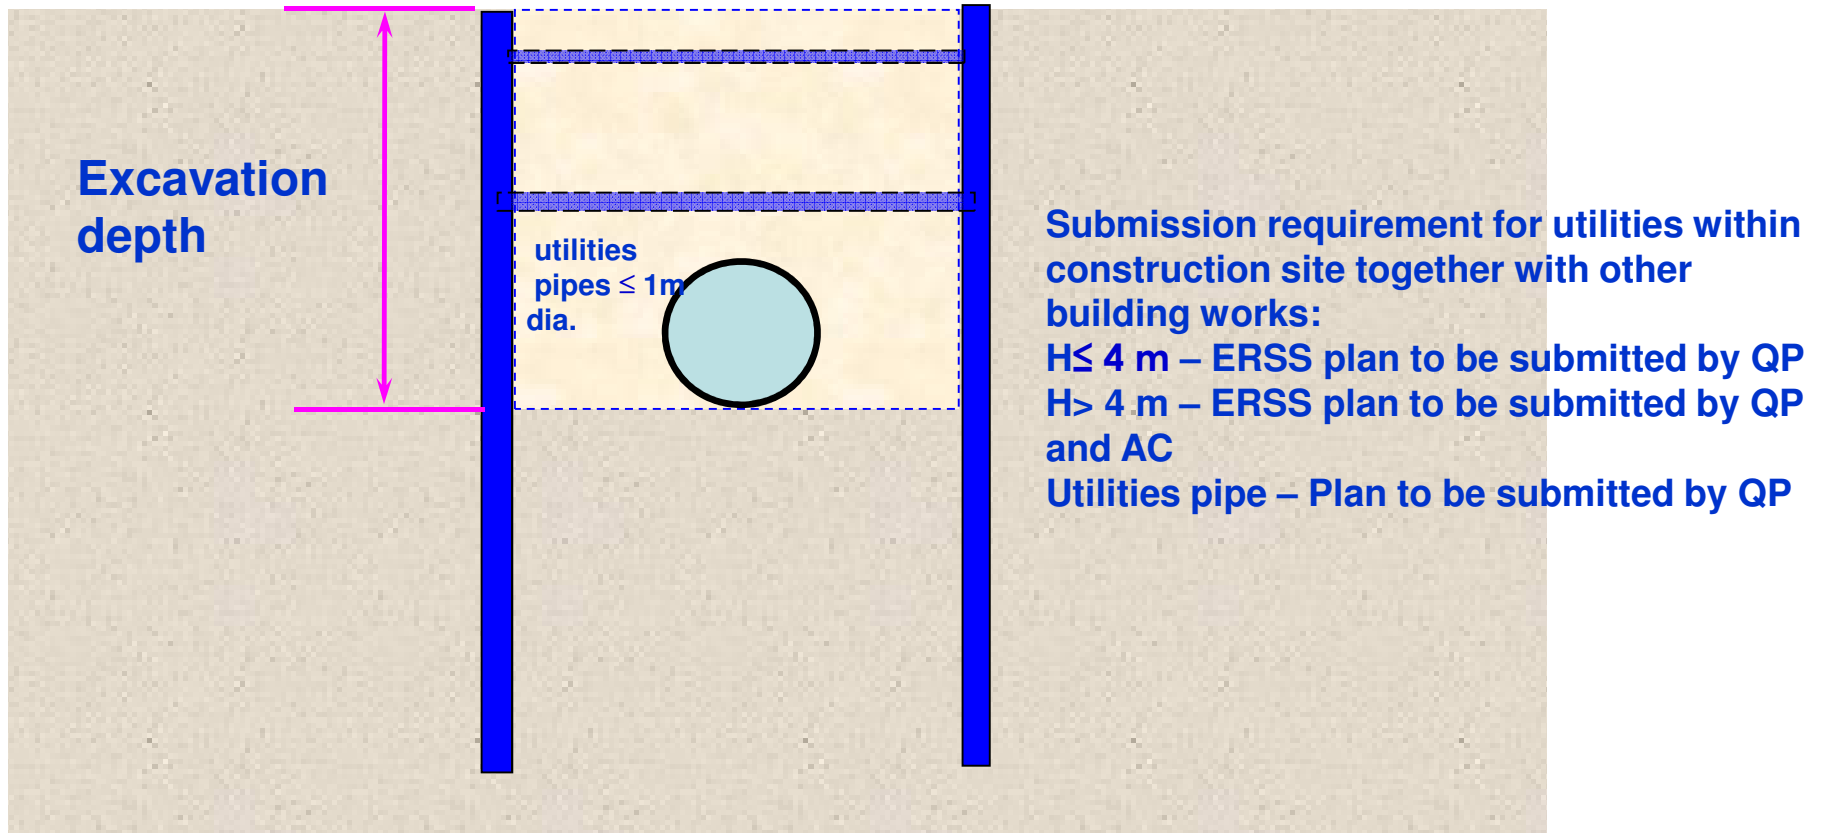 Excavation
depth
utilities
pipes ≤ 1m
dia.
Submission requirement for utilities within
construction site together with other
building works:
H≤ 4 m – ERSS plan to be submitted by QP
H> 4 m – ERSS plan to be submitted by QP
and AC
Utilities pipe – Plan to be submitted by QP